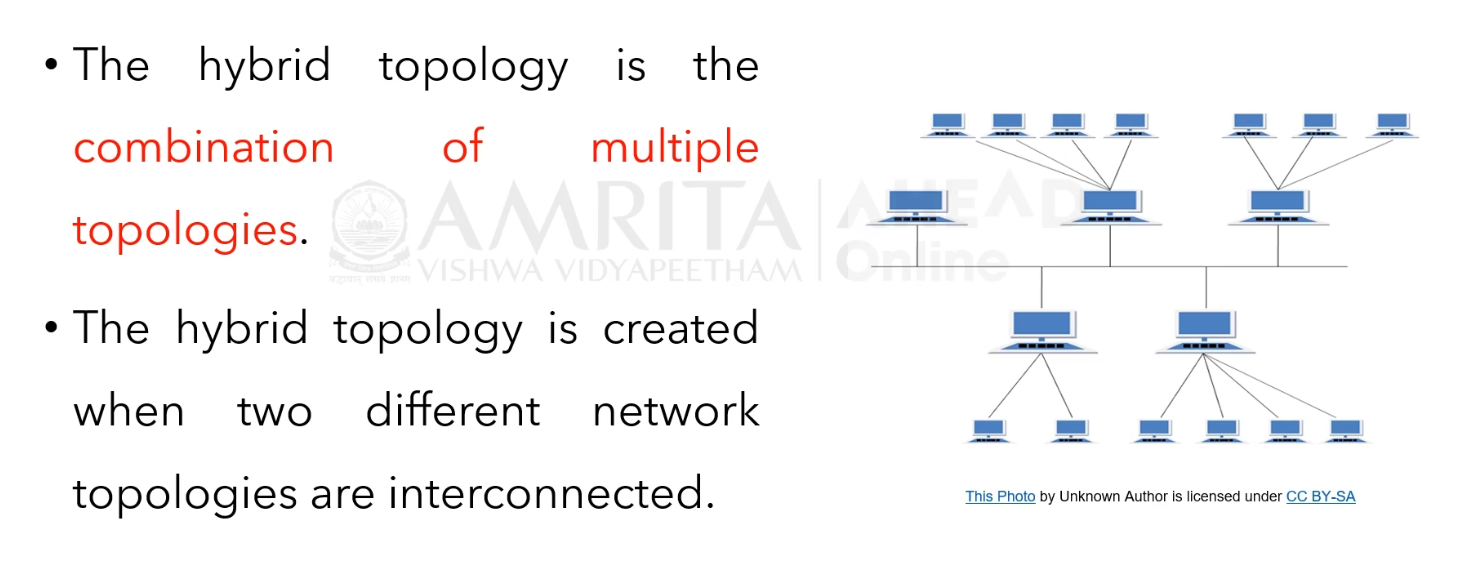 • The hybrid topology is the
combination of multiple
topologies.
• The hybrid topology is created
when two different network
topologies are interconnected.
AMRITA
VISHWA VIDYAPEETHAM
AHEAD
Online
This Photo by Unknown Author is licensed under CC BY-SA